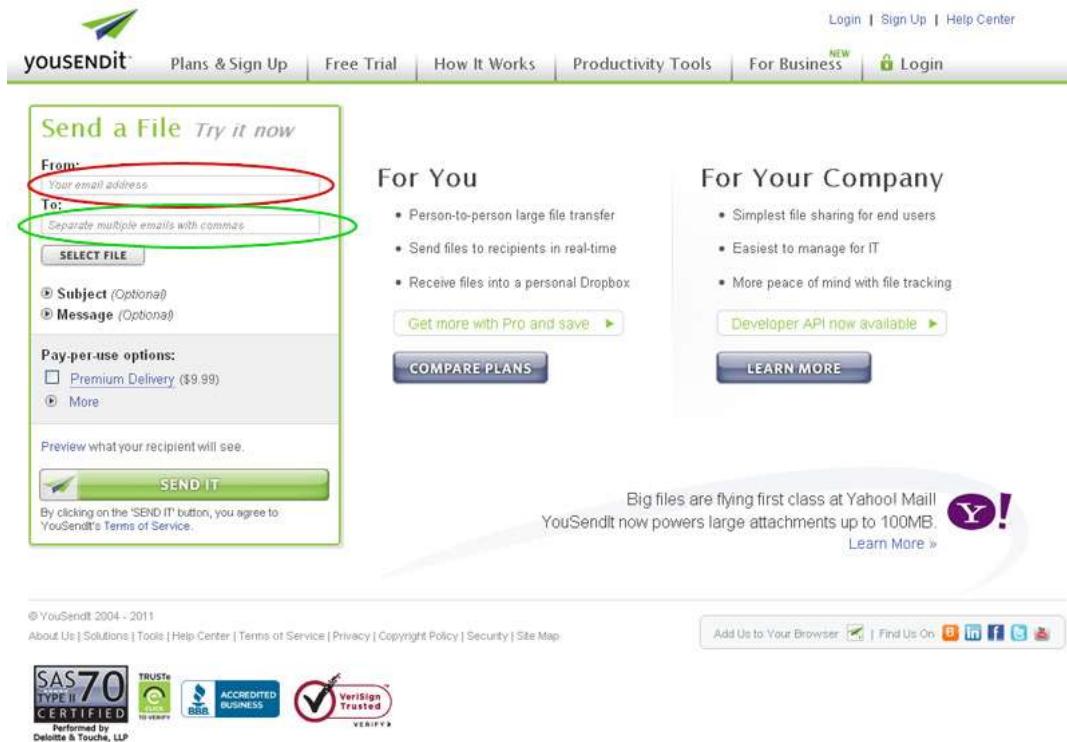 Login | Sign Up | Help Center
YOUSENDit
Plans & Sign Up | Free Trial | How It Works | Productivity Tools | For Business NEW | Login
Send a File Try it now
From:
Your email address
To:
Separate multiple emails with commas
SELECT FILE
Subject (Optional)
Message (Optional)
Pay-per-use options:
Premium Delivery ($9.99)
More
Preview what your recipient will see.
SEND IT
By clicking on the 'SEND IT' button, you agree to
YouSendIt's Terms of Service.
For You
• Person-to-person large file transfer
• Send files to recipients in real-time
• Receive files into a personal Dropbox
Get more with Pro and save
COMPARE PLANS
For Your Company
• Simplest file sharing for end users
• Easiest to manage for IT
• More peace of mind with file tracking
Developer API now available
LEARN MORE
Big files are flying first class at Yahoo! Mail!
YouSendIt now powers large attachments up to 100MB.
Learn More »
Y!
© YouSendIt 2004 - 2011
About Us | Solutions | Tools | Help Center | Terms of Service | Privacy | Copyright Policy | Security | Site Map
Add Us to Your Browser | Find Us On
in f
SAS 70
TYPE II
CERTIFIED
Performed by
Deloitte & Touche, LLP
TRUSTe
CLICK
TO VERIFY
BBB.
ACCREDITED
BUSINESS
VeriSign
Trusted
VERIFY